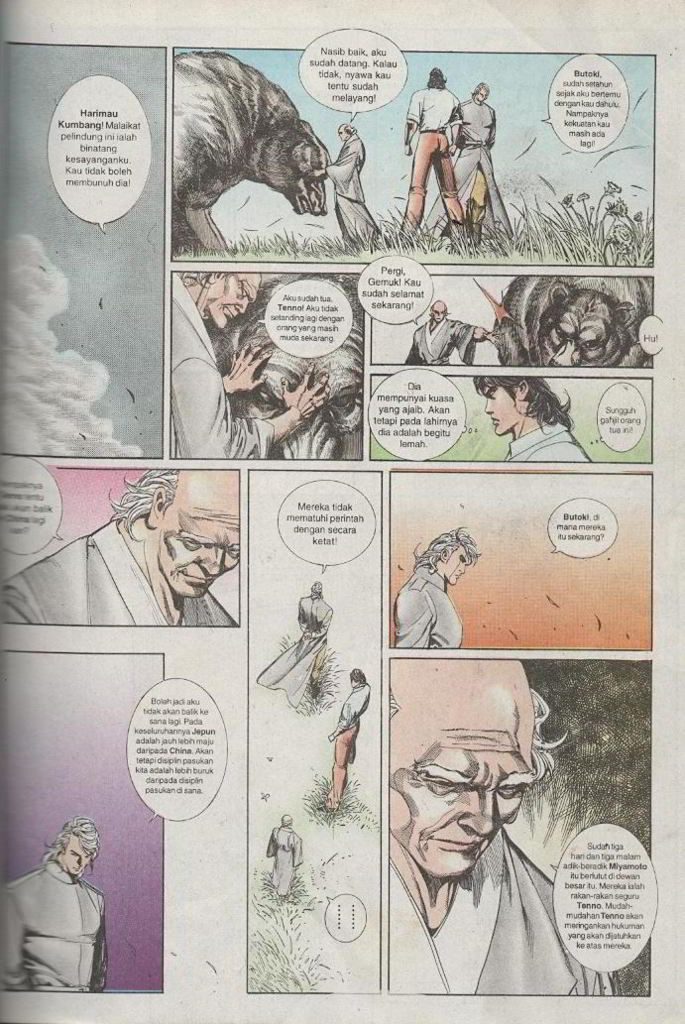 Harimau
Kumbang! Malaikat
pelindung ini ialah
binatang
kesayanganku.
Kau tidak boleh
membunuh dia!
Nasib baik, aku
sudah datang. Kalau
tidak, nyawa kau
tentu sudah
melayang!
Butoki,
sudah setahun
sejak aku bertemu
dengan kau dahulu.
Nampaknya
kekuatan kau
masih ada
lagi!
Aku sudah tua,
Tenno! Aku tidak
setanding lagi dengan
orang yang masih
muda sekarang.
Pergi,
Gemuk! Kau
sudah selamat
sekarang!
Hu!
Dia
mempunyai kuasa
yang ajaib. Akan
tetapi pada lahirnya
dia adalah begitu
lemah.
Sungguh
gahjil orang
tua ini!
tentu
akan balik
lagi
Mereka tidak
mematuhi perintah
dengan secara
ketat!
Butoki, di
mana mereka
itu sekarang?
Boleh jadi aku
tidak akan balik ke
sana lagi. Pada
keseluruhannya Jepun
adalah jauh lebih maju
daripada China. Akan
tetapi disiplin pasukan
kita adalah lebih buruk
daripada disiplin
pasukan di sana.
Sudah tiga
hari dan tiga malam
adik-beradik Miyamoto
itu berlutut di dewan
besar itu. Mereka ialah
rakan-rakan seguru
Tenno. Mudah-
mudahan Tenno akan
meringankan hukuman
yang akan dijatuhkan
ke atas mereka.